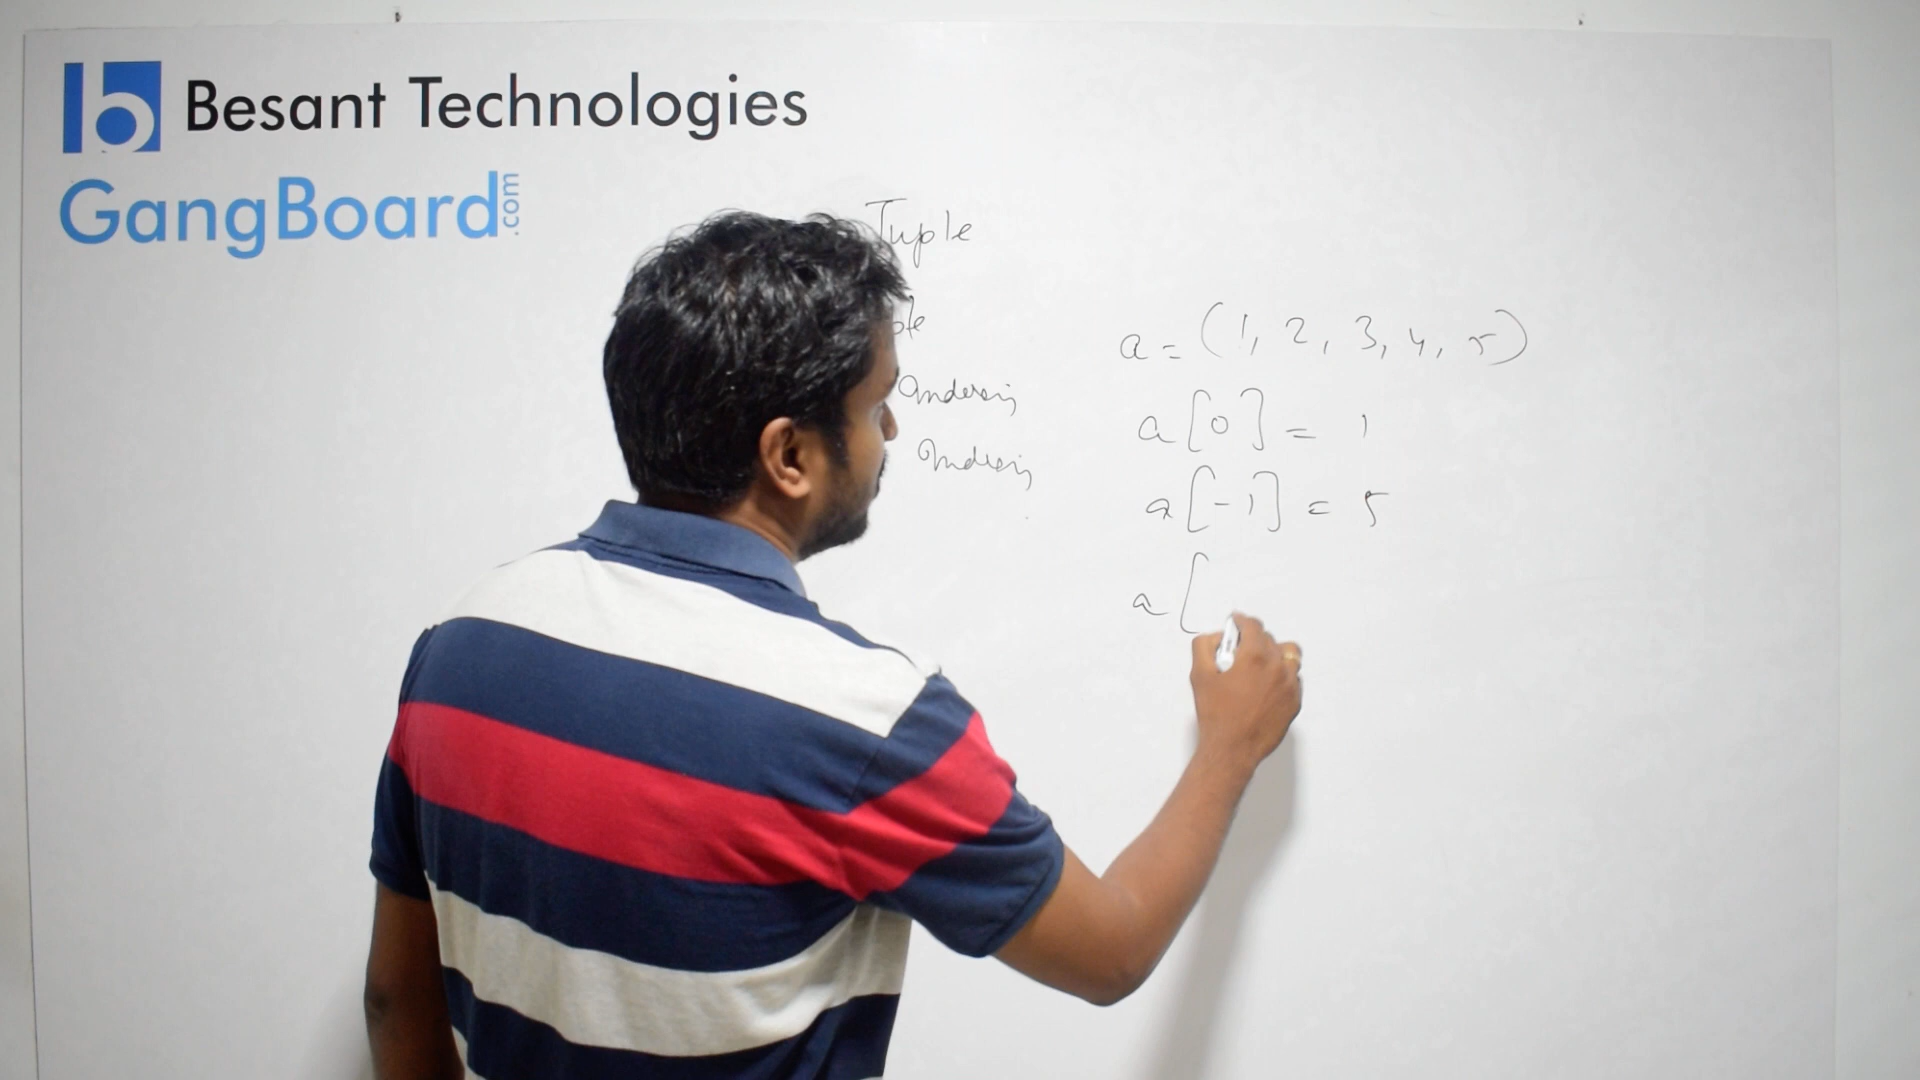 Besant Technologies
GangBoard.com
Tuple
a = (1, 2, 3, 4, 5)
a[0] = 1
a[-1] = 5
a[